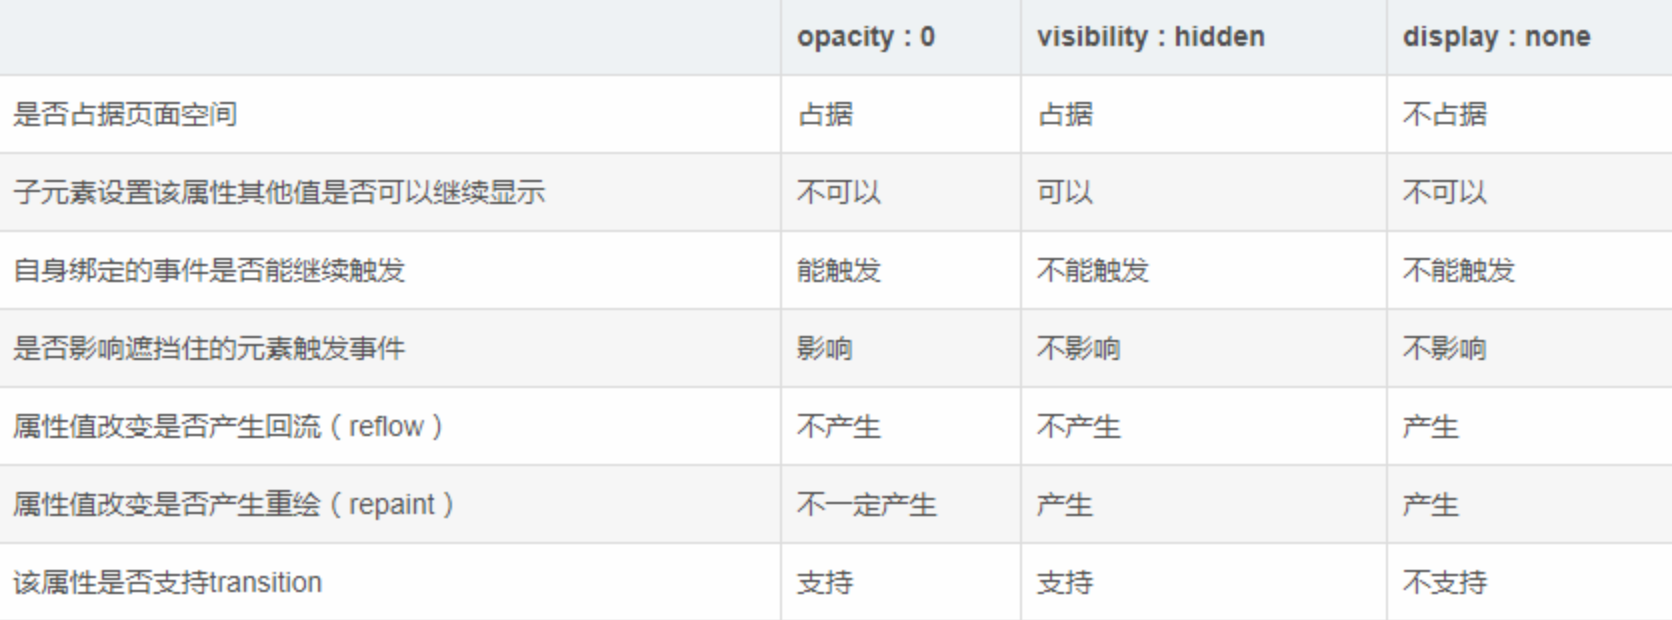 opacity : 0 visibility : hidden display : none
是否占据页面空间 占据 占据 不占据
子元素设置该属性其他值是否可以继续显示 不可以 可以 不可以
自身绑定的事件是否能继续触发 能触发 不能触发 不能触发
是否影响遮挡住的元素触发事件 影响 不影响 不影响
属性值改变是否产生回流（reflow） 不产生 不产生 产生
属性值改变是否产生重绘（repaint） 不一定产生 产生 产生
该属性是否支持transition 支持 支持 不支持